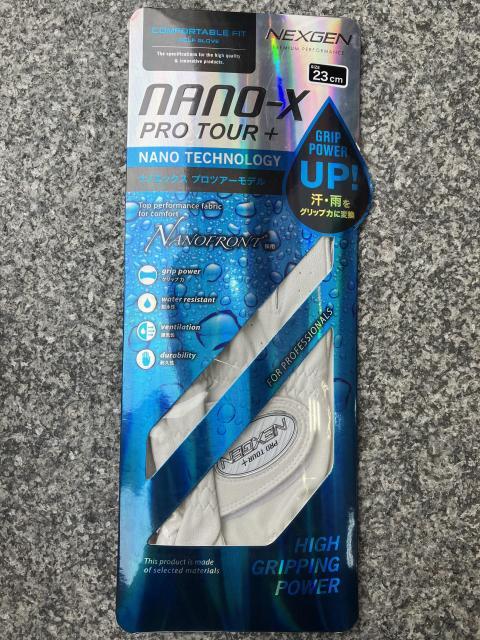 COMFORTABLE FIT
GOLF GLOVE
The specifications for the high quality
& innovative products.
NEXGEN
PREMIUM PERFORMANCE
SIZE
23cm
NANO-X
PRO TOUR +
NANO TECHNOLOGY
ナノエックス プロツアーモデル
GRIP
POWER
UP!
汗・雨を
グリップ力に変換
Top performance fabric
for comfort
NANOFRONT 採用
grip power
グリップ力
water resistant
耐水性
ventilation
通気性
durability
耐久性
FOR PROFESSIONALS
NEXGEN
PRO TOUR +
This product is made
of selected materials
HIGH
GRIPPING
POWER